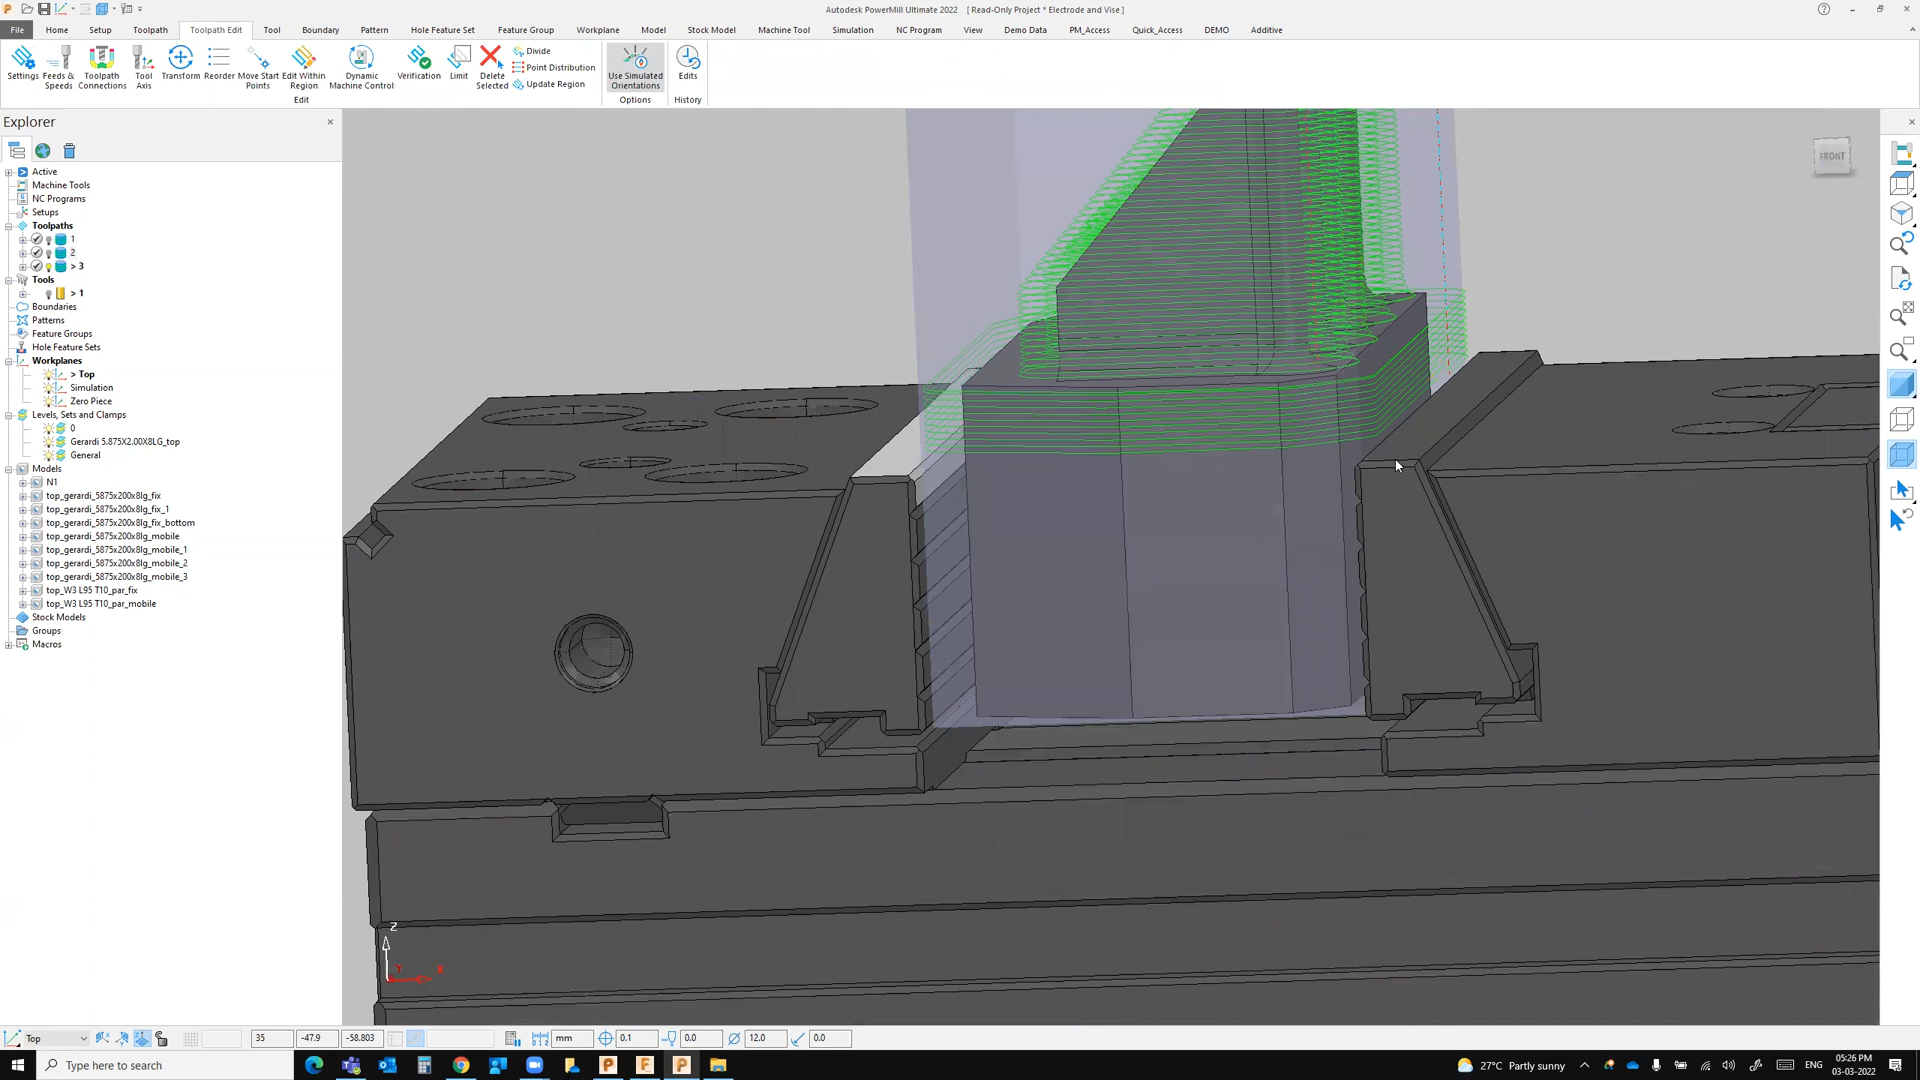 Autodesk PowerMill Ultimate 2022 [ Read-Only Project * Electrode and Vise ]
File Home Setup Toolpath Toolpath Edit Tool Boundary Pattern Hole Feature Set Feature Group Workplane Model Stock Model Machine Tool Simulation NC Program View Demo Data PM_Access Quick_Access DEMO Additive
Settings Feeds & Speeds Toolpath Connections Tool Axis Transform Reorder Move Start Points Edit Within Region Dynamic Machine Control Verification Limit Delete Selected Divide Point Distribution Update Region Use Simulated Orientations Edits
Edit Options History
Explorer
Active
Machine Tools
NC Programs
Setups
Toolpaths
1
2
> 3
Tools
> 1
Boundaries
Patterns
Feature Groups
Hole Feature Sets
Workplanes
> Top
Simulation
Zero Piece
Levels, Sets and Clamps
0
Gerardi 5.875X2.00X8LG_top
General
Models
N1
top_gerardi_5875x200x8lg_fix
top_gerardi_5875x200x8lg_fix_1
top_gerardi_5875x200x8lg_fix_bottom
top_gerardi_5875x200x8lg_mobile
top_gerardi_5875x200x8lg_mobile_1
top_gerardi_5875x200x8lg_mobile_2
top_gerardi_5875x200x8lg_mobile_3
top_W3 L95 T10_par_fix
top_W3 L95 T10_par_mobile
Stock Models
Groups
Macros
FRONT
Z
Y X
Top 35 -47.9 -58.803 mm 0.1 0.0 12.0 0.0
Type here to search
27°C Partly sunny
ENG
05:26 PM
03-03-2022